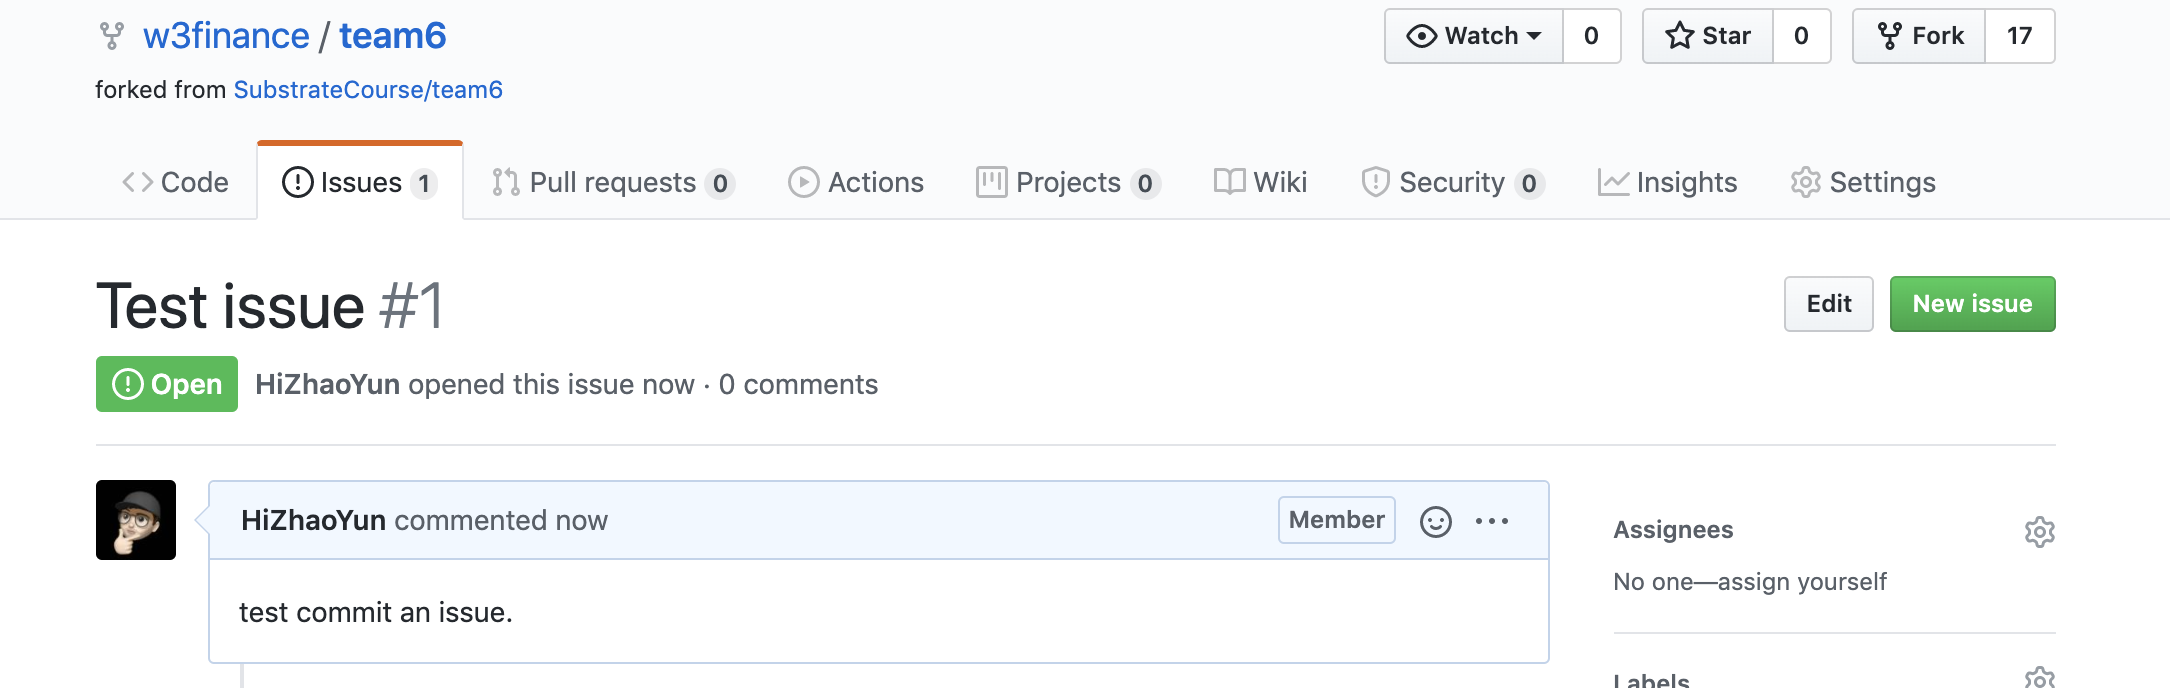 w3finance / team6
Watch 0 Star 0 Fork 17
forked from SubstrateCourse/team6
Code Issues 1 Pull requests 0 Actions Projects 0 Wiki Security 0 Insights Settings
Test issue #1
Edit New issue
Open HiZhaoYun opened this issue now · 0 comments
HiZhaoYun commented now Member
test commit an issue.
Assignees
No one—assign yourself
Labels